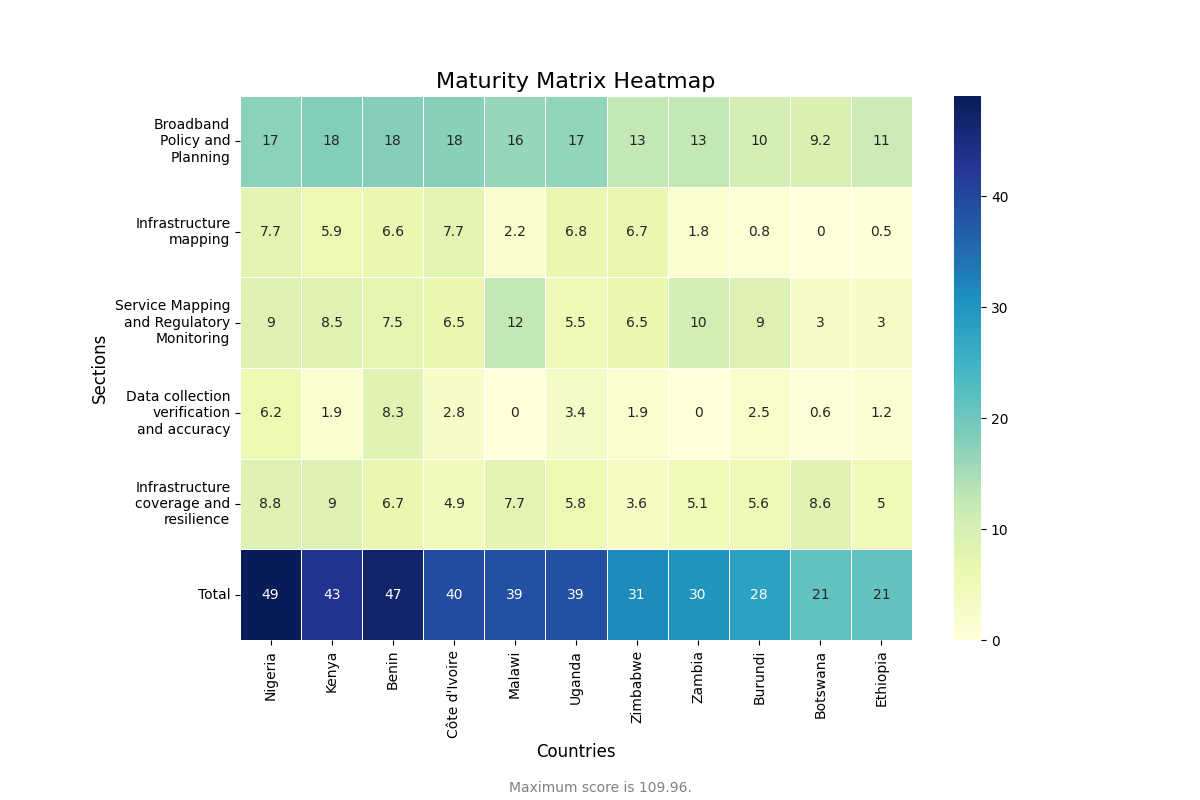 Maturity Matrix Heatmap
Broadband
Policy and
Planning
17 18 18 18 16 17 13 13 10 9.2 11
Infrastructure
mapping
7.7 5.9 6.6 7.7 2.2 6.8 6.7 1.8 0.8 0 0.5
Service Mapping
and Regulatory
Monitoring
9 8.5 7.5 6.5 12 5.5 6.5 10 9 3 3
Data collection
verification
and accuracy
6.2 1.9 8.3 2.8 0 3.4 1.9 0 2.5 0.6 1.2
Infrastructure
coverage and
resilience
8.8 9 6.7 4.9 7.7 5.8 3.6 5.1 5.6 8.6 5
Total
49 43 47 40 39 39 31 30 28 21 21
Sections
Nigeria
Kenya
Benin
Côte d'Ivoire
Malawi
Uganda
Zimbabwe
Zambia
Burundi
Botswana
Ethiopia
Countries
40
30
20
10
0
Maximum score is 109.96.